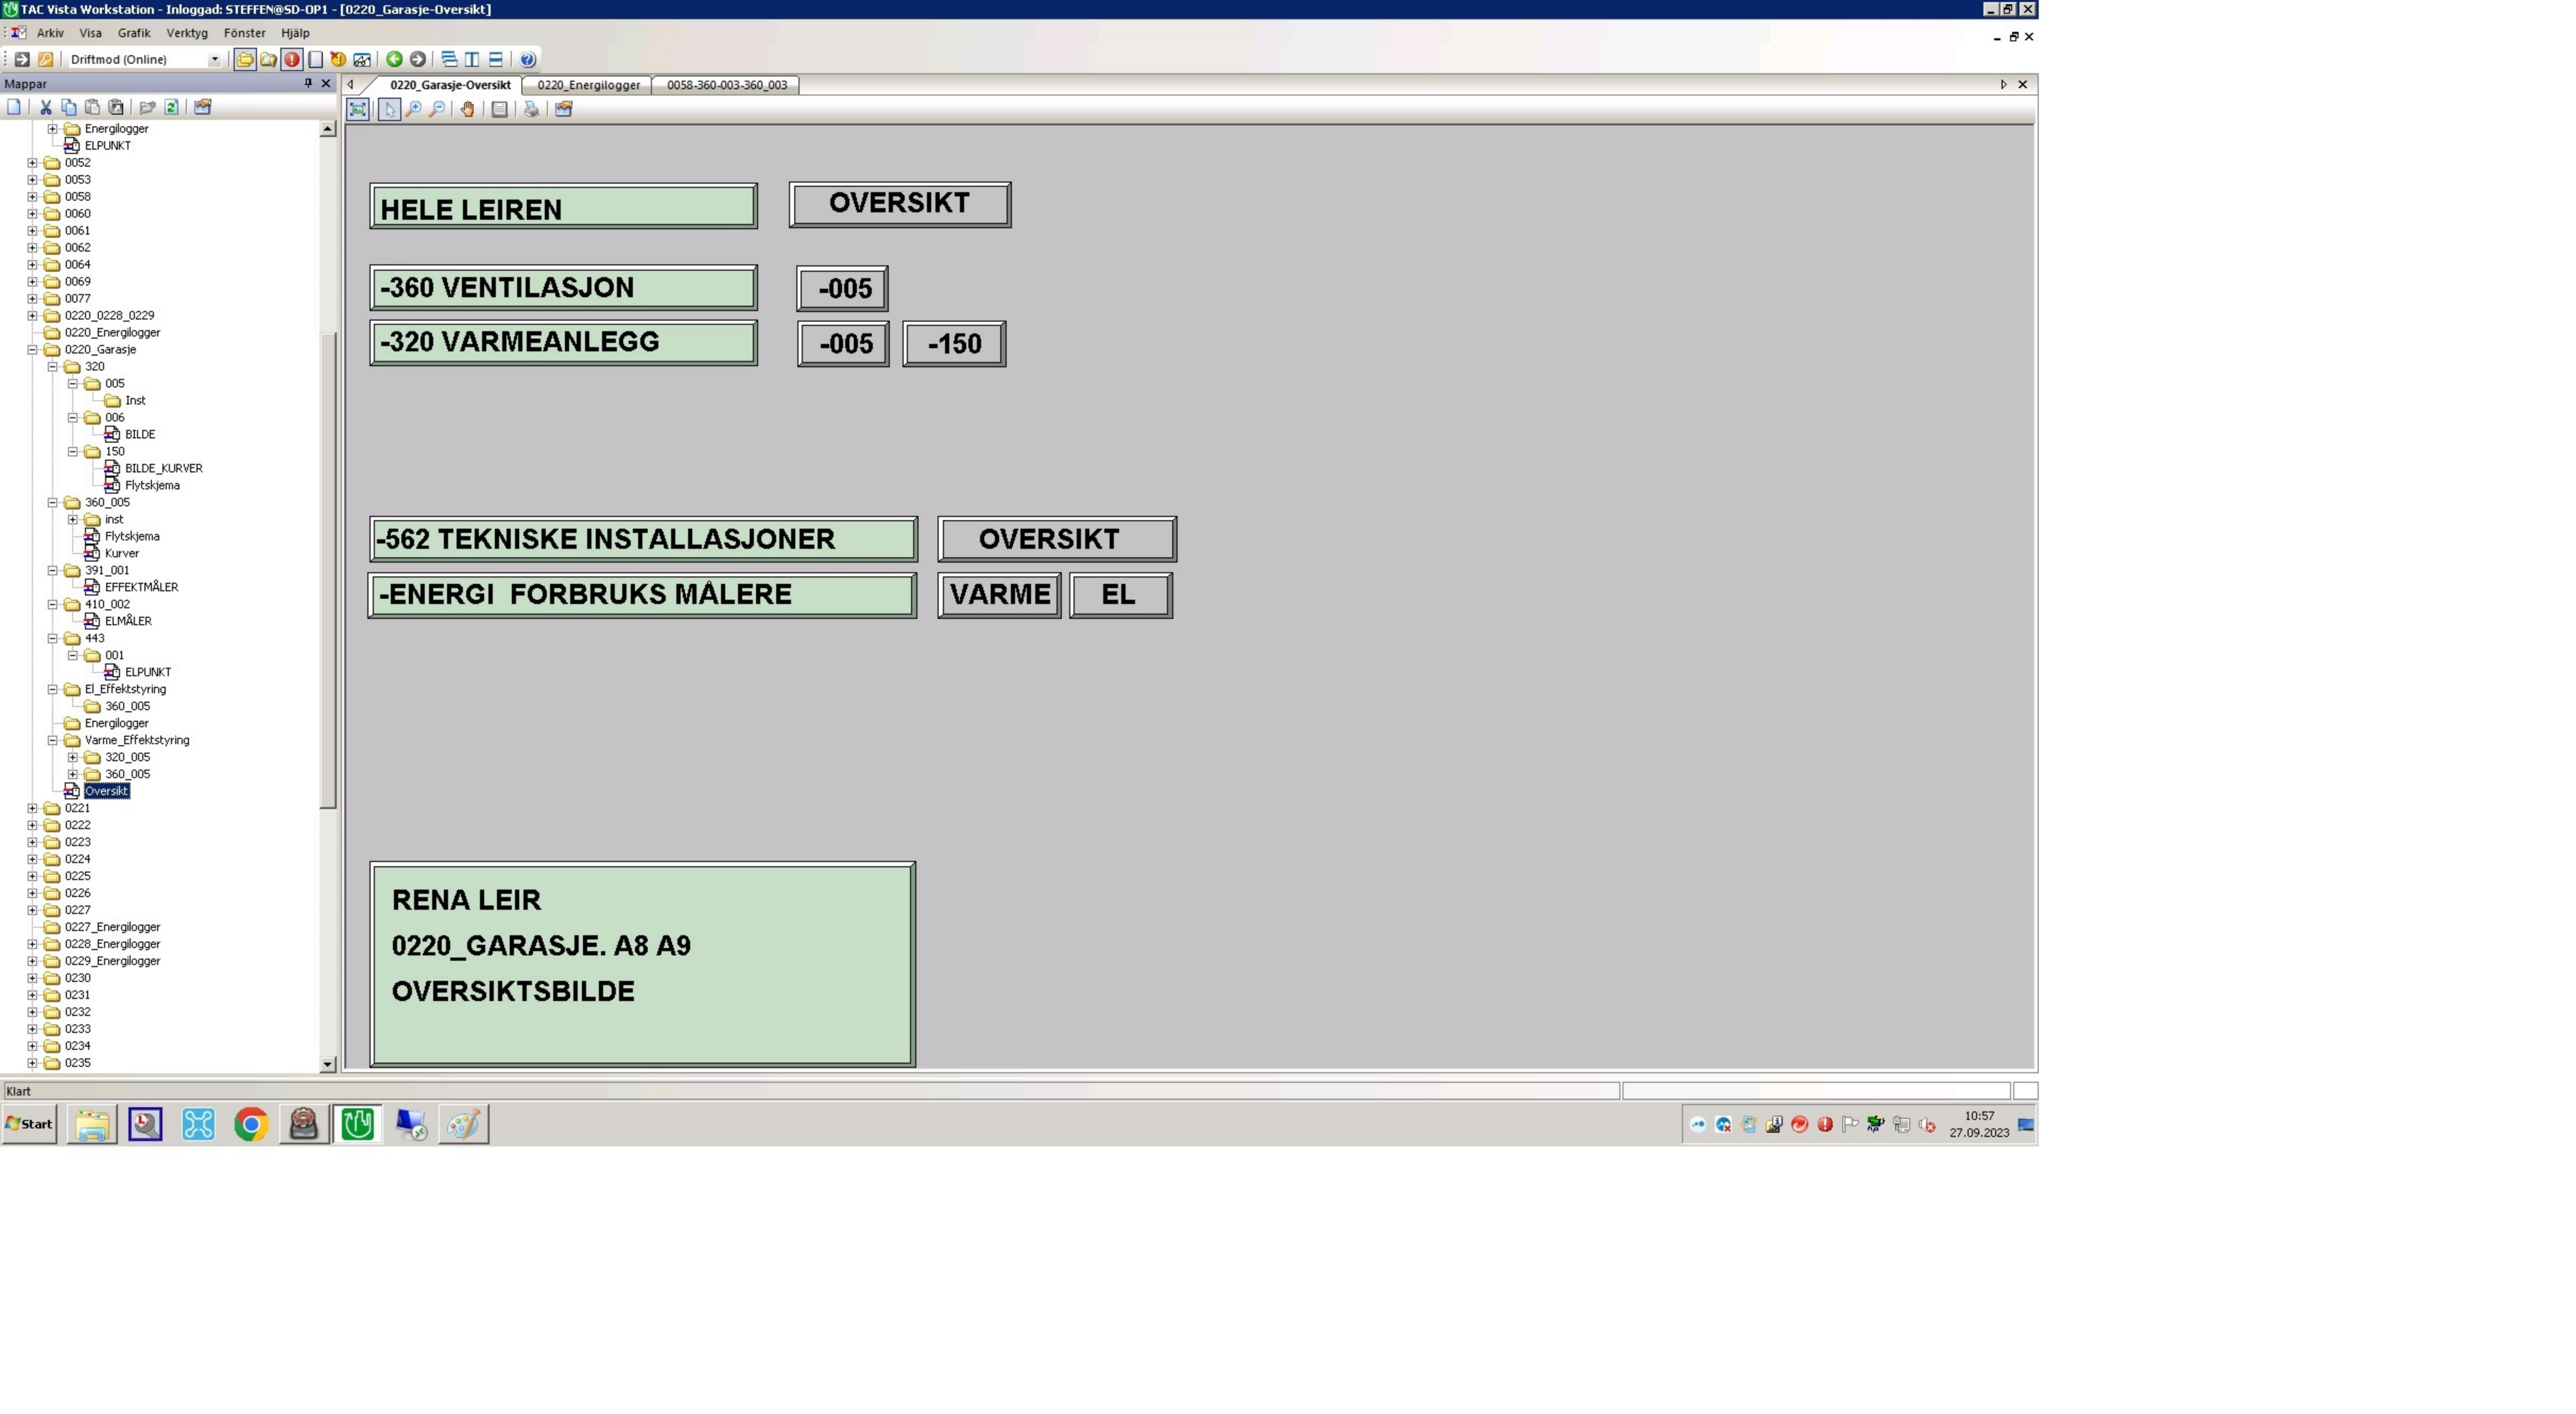 TAC Vista Workstation - Inloggad: STEFFEN@SD-OP1 - [0220_Garasje-Oversikt]
Arkiv Visa Grafik Verktyg Fönster Hjälp
Driftmod (Online)
Mappar
0220_Garasje-Oversikt 0220_Energilogger 0058-360-003-360_003
Energilogger
ELPUNKT
0052
0053
0058
0060
0061
0062
0064
0069
0077
0220_0228_0229
0220_Energilogger
0220_Garasje
320
005
Inst
006
BILDE
150
BILDE_KURVER
Flytskjema
360_005
inst
Flytskjema
Kurver
391_001
EFFEKTMÅLER
410_002
ELMÅLER
443
001
ELPUNKT
El_Effektstyring
360_005
Energilogger
Varme_Effektstyring
320_005
360_005
Oversikt
0221
0222
0223
0224
0225
0226
0227
0227_Energilogger
0228_Energilogger
0229_Energilogger
0230
0231
0232
0233
0234
0235
HELE LEIREN OVERSIKT
-360 VENTILASJON -005
-320 VARMEANLEGG -005 -150
-562 TEKNISKE INSTALLASJONER OVERSIKT
-ENERGI FORBRUKS MÅLERE VARME EL
RENA LEIR
0220_GARASJE. A8 A9
OVERSIKTSBILDE
Klart
Start
10:57
27.09.2023